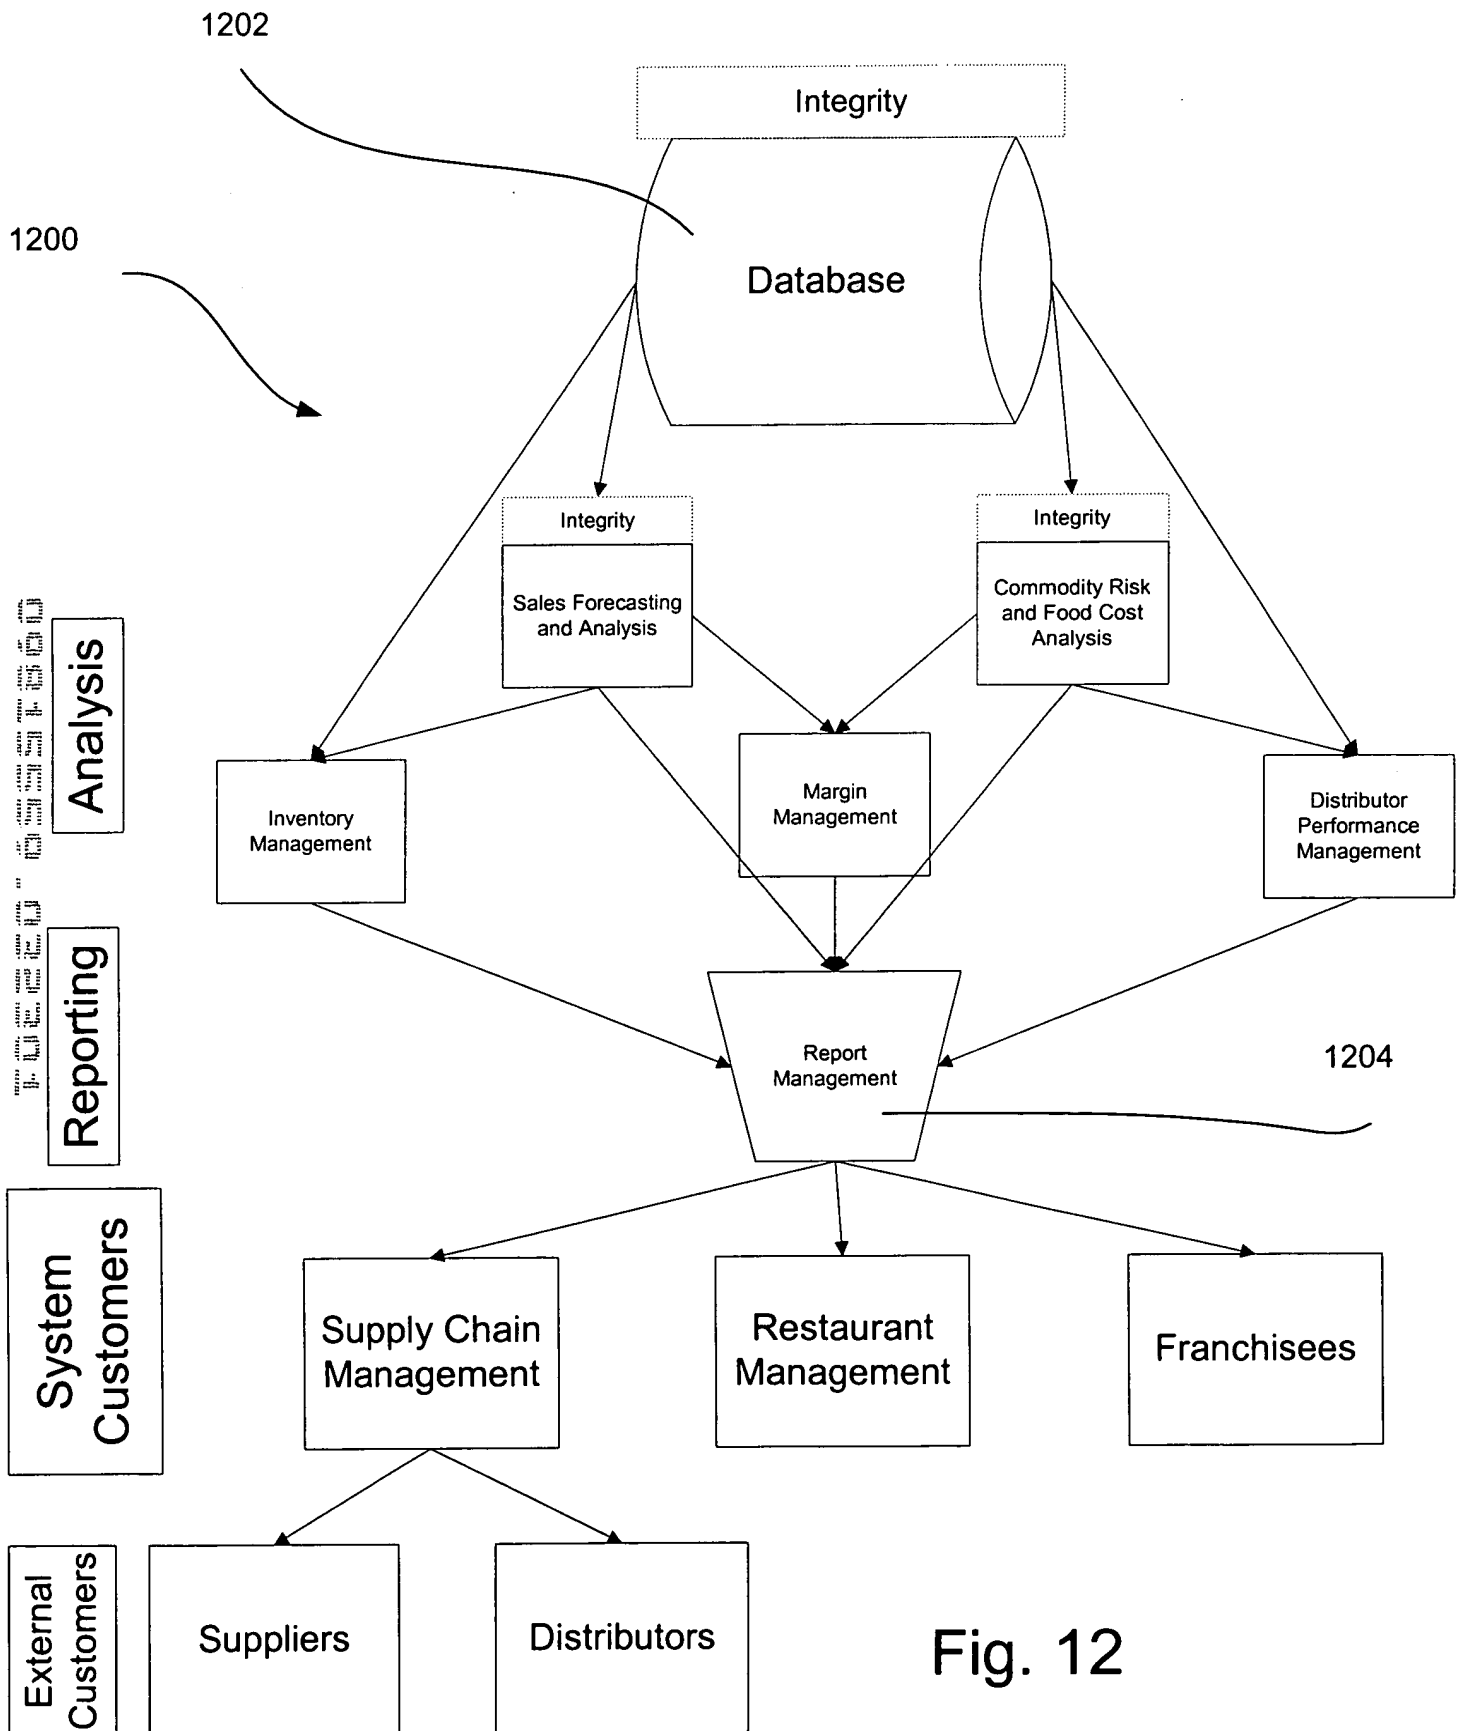 1202
Integrity
1200
Database
Integrity
Integrity
Sales Forecasting
and Analysis
Commodity Risk
and Food Cost
Analysis
Analysis
Inventory
Management
Margin
Management
Distributor
Performance
Management
Reporting
Report
Management
1204
System
Customers
Supply Chain
Management
Restaurant
Management
Franchisees
External
Customers
Suppliers
Distributors
Fig. 12